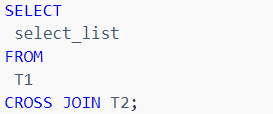 SELECT
 select_list
FROM
 T1
CROSS JOIN T2;